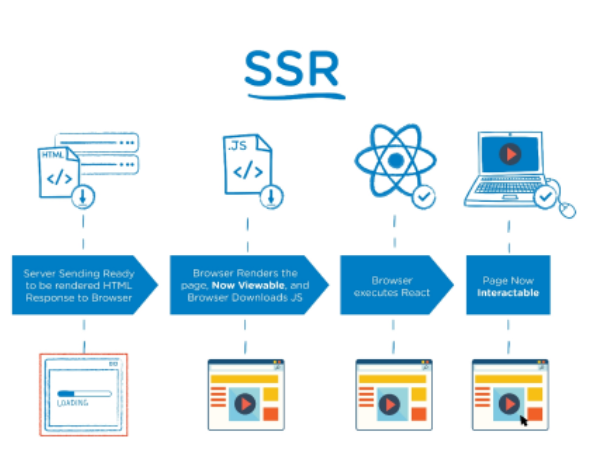 SSR
HTML
</>
.JS
</>
Server Sending Ready
to be rendered HTML
Response to Browser
Browser Renders the
page, Now Viewable, and
Browser Downloads JS
Browser
executes React
Page Now
Interactable
LOADING